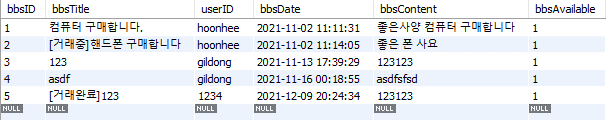 bbsID bbsTitle userID bbsDate bbsContent bbsAvailable
1 컴퓨터 구매합니다. hoonhee 2021-11-02 11:11:31 좋은사양 컴퓨터 구매합니다 1
2 [거래중]핸드폰 구매합니다 hoonhee 2021-11-02 11:14:05 좋은 폰 사요 1
3 123 gildong 2021-11-13 17:39:29 123123 1
4 asdf gildong 2021-11-16 00:18:55 asdfsfsd 1
5 [거래완료]123 1234 2021-12-09 20:24:34 123123 1
NULL NULL NULL NULL NULL NULL